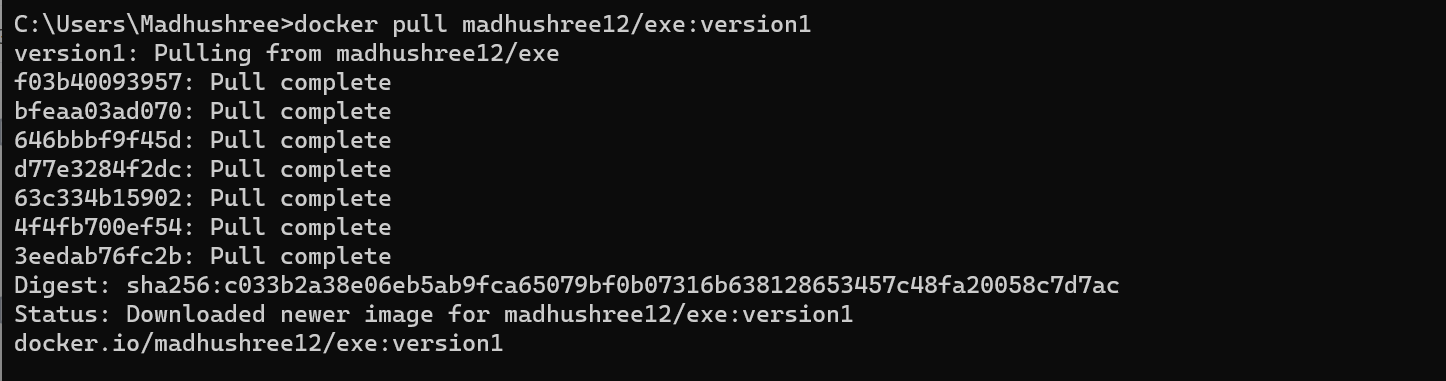 C:\Users\Madhushree>docker pull madhushree12/exe:version1
version1: Pulling from madhushree12/exe
f03b40093957: Pull complete
bfeaa03ad070: Pull complete
646bbbf9f45d: Pull complete
d77e3284f2dc: Pull complete
63c334b15902: Pull complete
4f4fb700ef54: Pull complete
3eedab76fc2b: Pull complete
Digest: sha256:c033b2a38e06eb5ab9fca65079bf0b07316b638128653457c48fa20058c7d7ac
Status: Downloaded newer image for madhushree12/exe:version1
docker.io/madhushree12/exe:version1